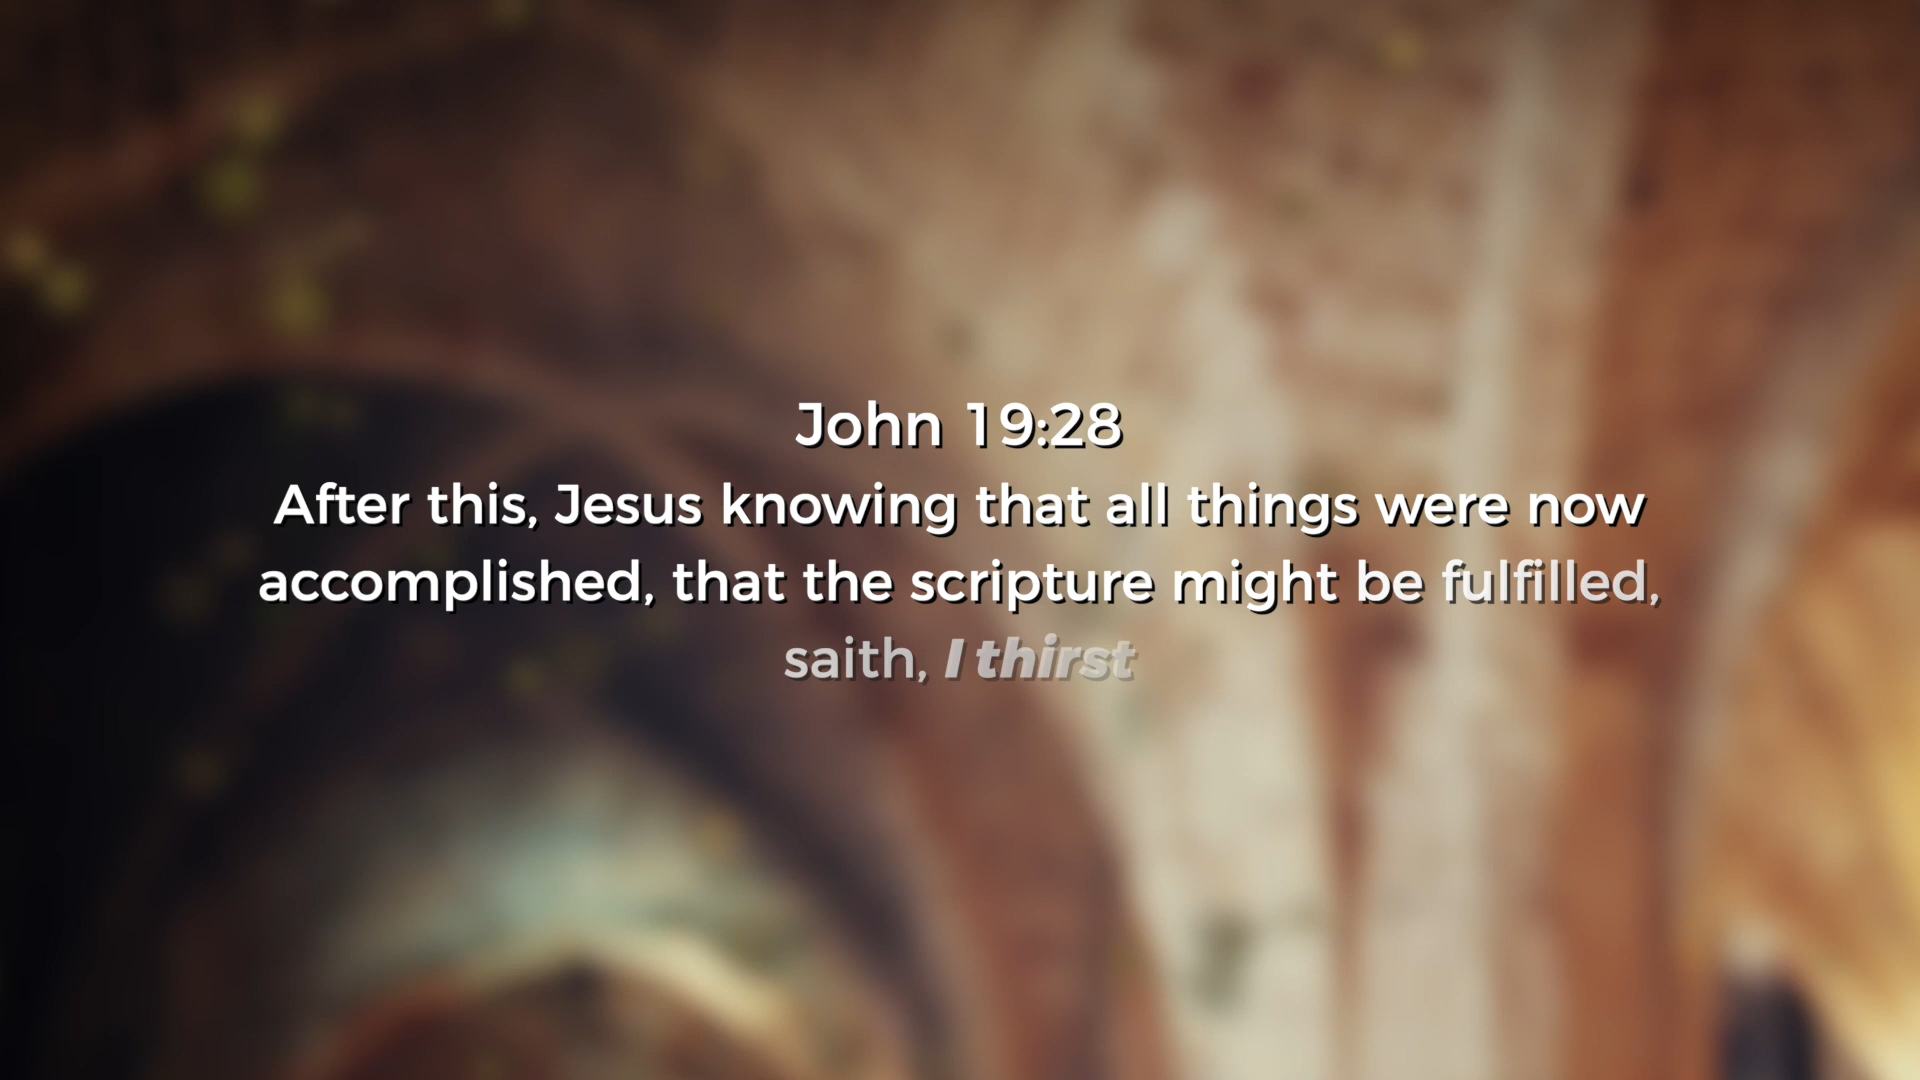 John 19:28
After this, Jesus knowing that all things were now
accomplished, that the scripture might be fulfilled,
saith, I thirst